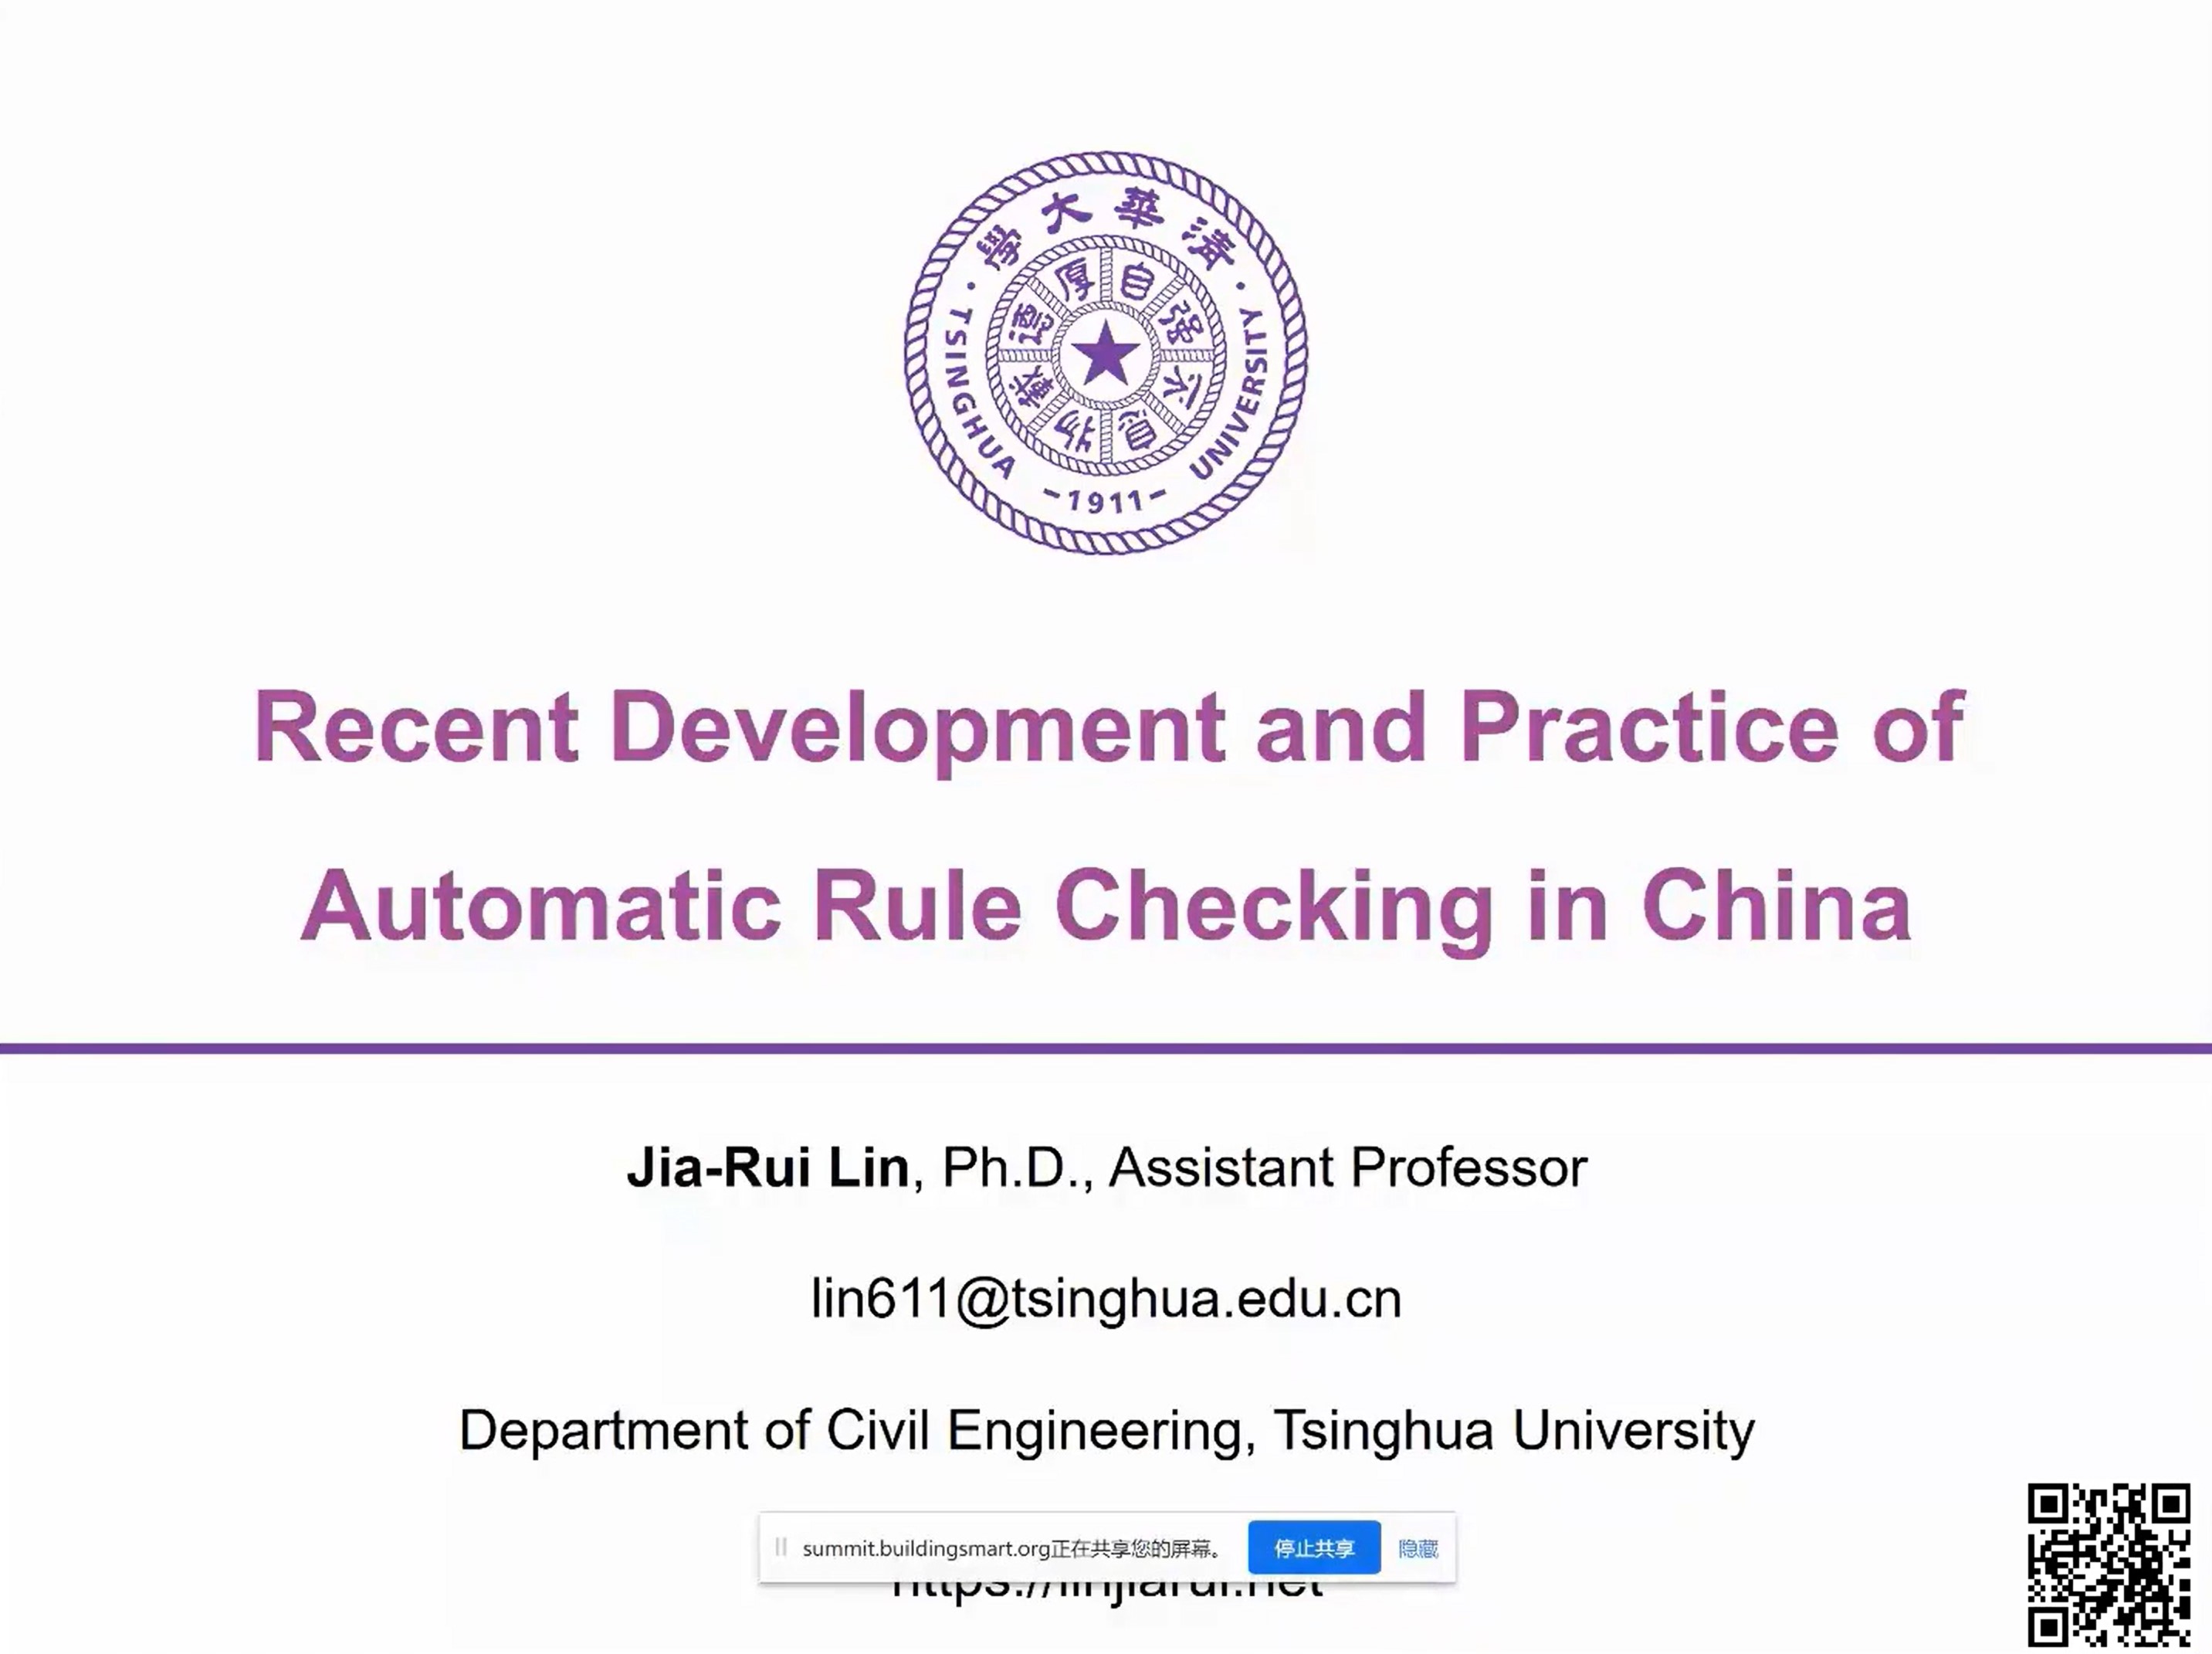 清華大學
TSINGHUA UNIVERSITY
-1911-
自强不息
厚德載物
Recent Development and Practice of
Automatic Rule Checking in China
Jia-Rui Lin, Ph.D., Assistant Professor
lin611@tsinghua.edu.cn
Department of Civil Engineering, Tsinghua University
summit.buildingsmart.org正在共享您的屏幕。 停止共享 隐藏
https://linjiarui.net